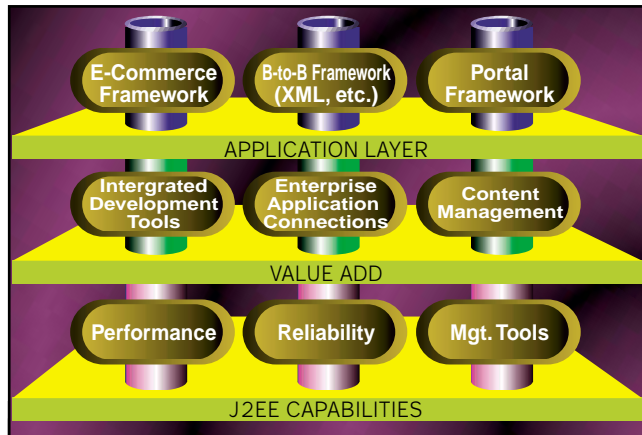 E-Commerce
Framework
B-to-B Framework
(XML, etc.)
Portal
Framework
APPLICATION LAYER
Intergrated
Development
Tools
Enterprise
Application
Connections
Content
Management
VALUE ADD
Performance
Reliability
Mgt. Tools
J2EE CAPABILITIES